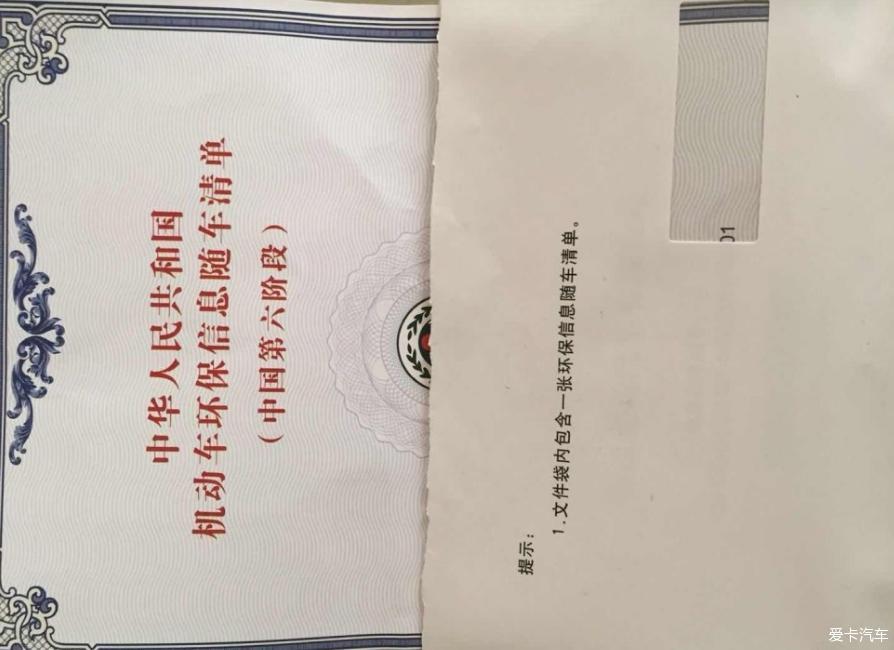 中华人民共和国
机动车环保信息随车清单
（中国第六阶段）
提示：
1.文件袋内包含一张环保信息随车清单。
01
爱卡汽车